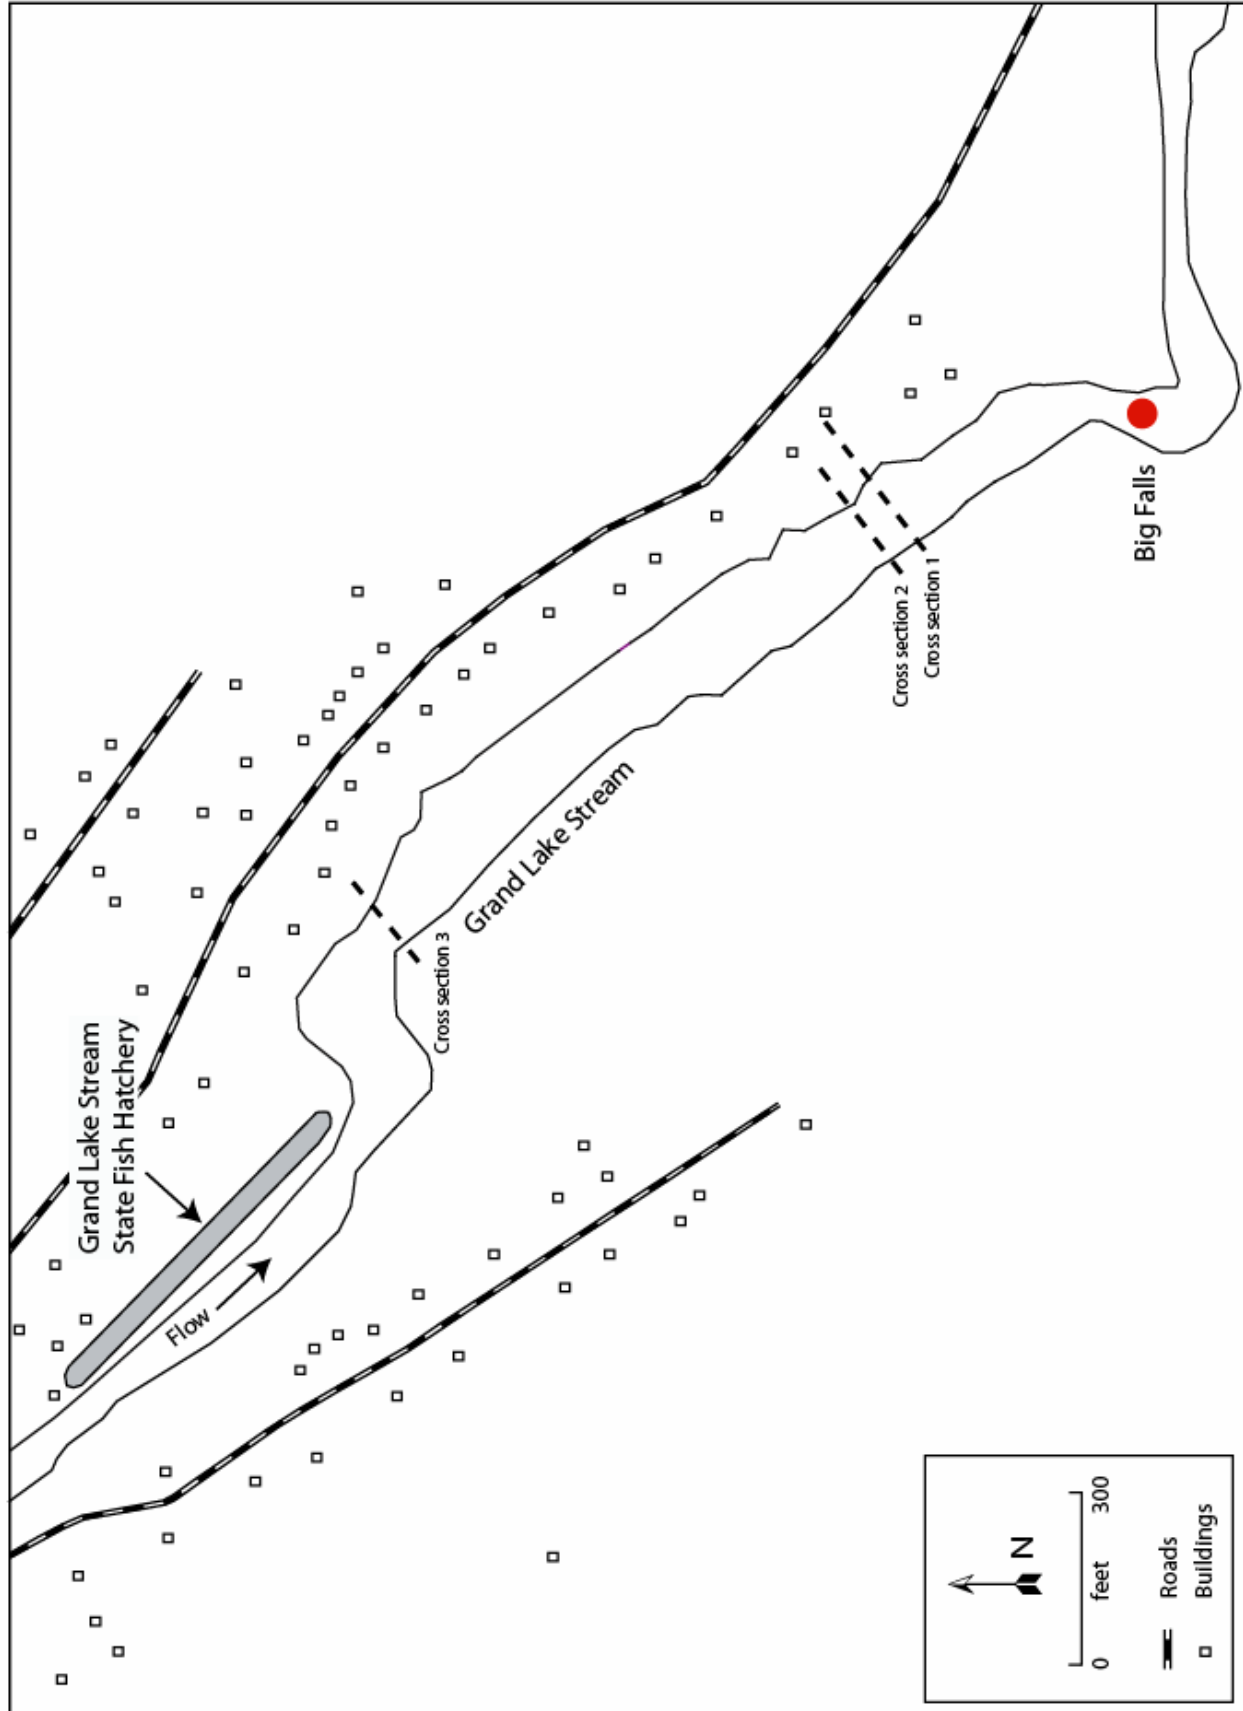 Grand Lake Stream
State Fish Hatchery
Flow
Cross section 3
Grand Lake Stream
Cross section 2
Cross section 1
Big Falls
N
0 feet 300
Roads
Buildings